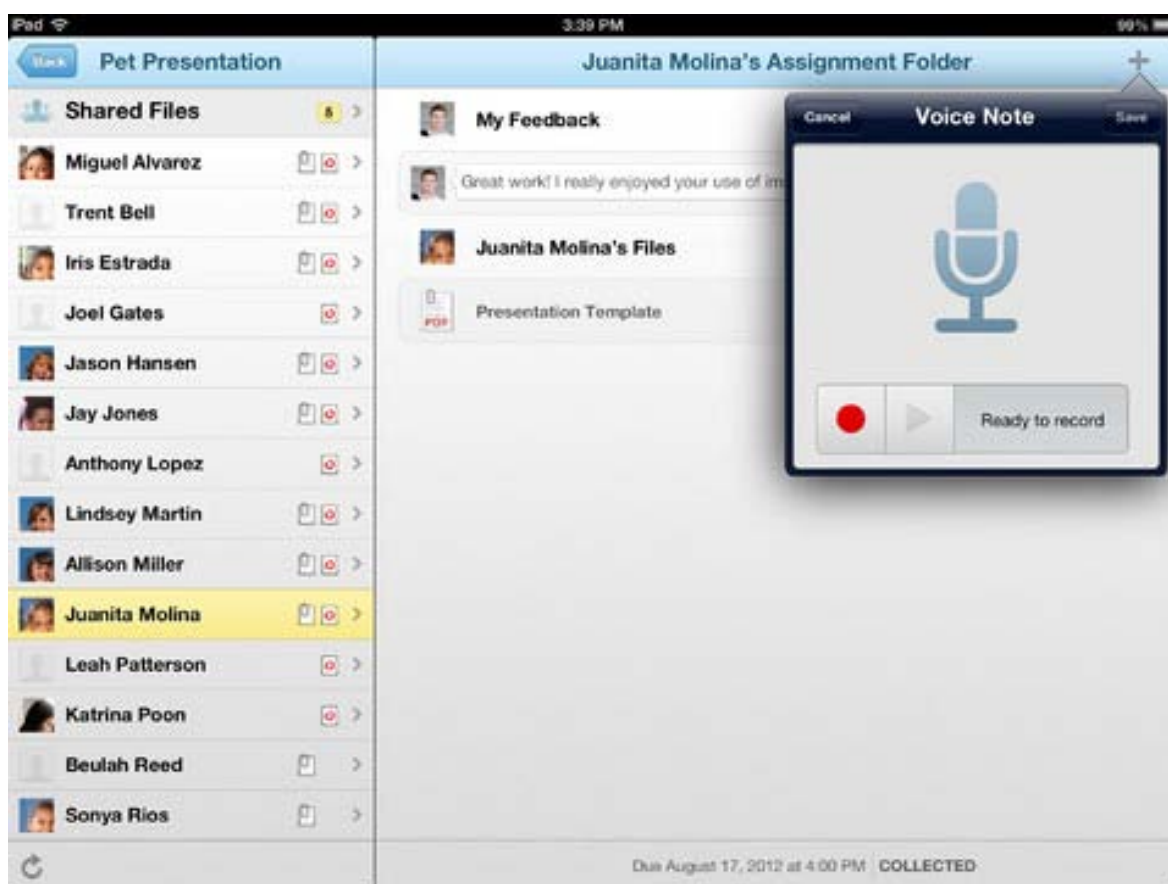 iPad 3:39 PM 99%
Back Pet Presentation
Juanita Molina's Assignment Folder
Shared Files 5
Miguel Alvarez
Trent Bell
Iris Estrada
Joel Gates
Jason Hansen
Jay Jones
Anthony Lopez
Lindsey Martin
Allison Miller
Juanita Molina
Leah Patterson
Katrina Poon
Beulah Reed
Sonya Rios
My Feedback
Great work! I really enjoyed your use of im
Juanita Molina's Files
PDF Presentation Template
Cancel Voice Note Save
Ready to record
Due August 17, 2012 at 4:00 PM COLLECTED